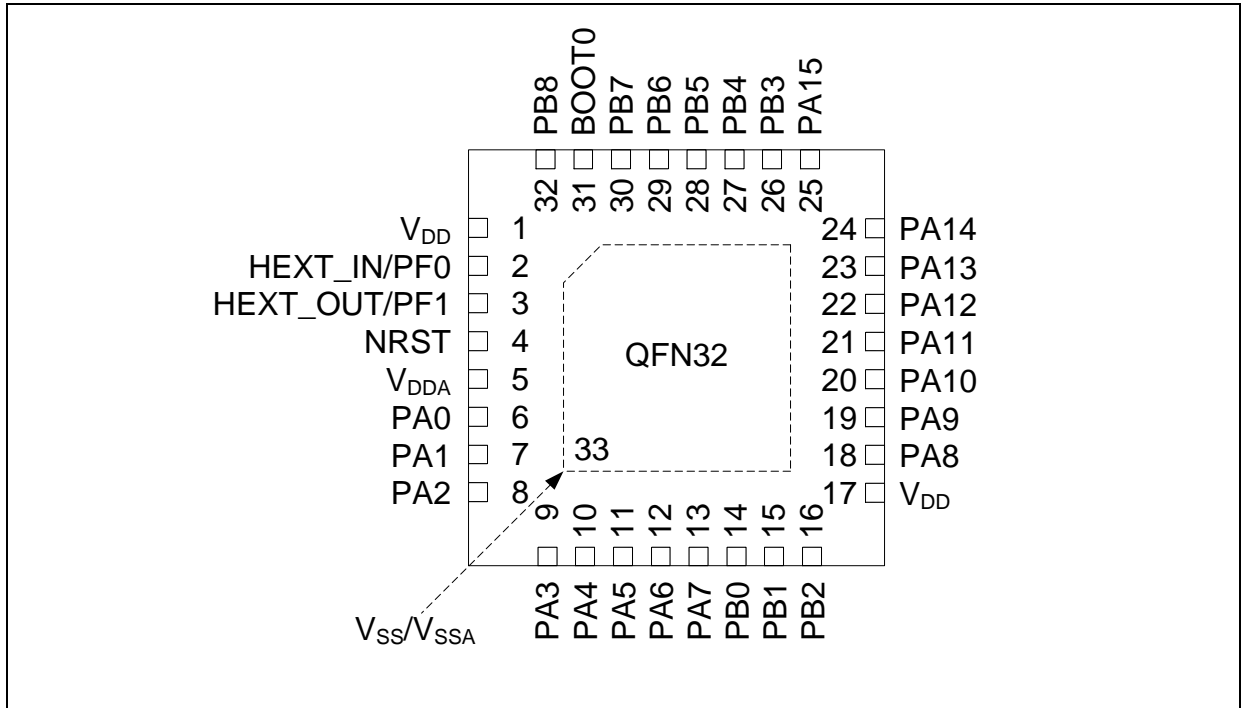 PB8
BOOT0
PB7
PB6
PB5
PB4
PB3
PA15
32
31
30
29
28
27
26
25
VDD 1
HEXT_IN/PF0 2
HEXT_OUT/PF1 3
NRST 4
VDDA 5
PA0 6
PA1 7
PA2 8
QFN32
33
24 PA14
23 PA13
22 PA12
21 PA11
20 PA10
19 PA9
18 PA8
17 VDD
9
10
11
12
13
14
15
16
PA3
PA4
PA5
PA6
PA7
PB0
PB1
PB2
VSS/VSSA